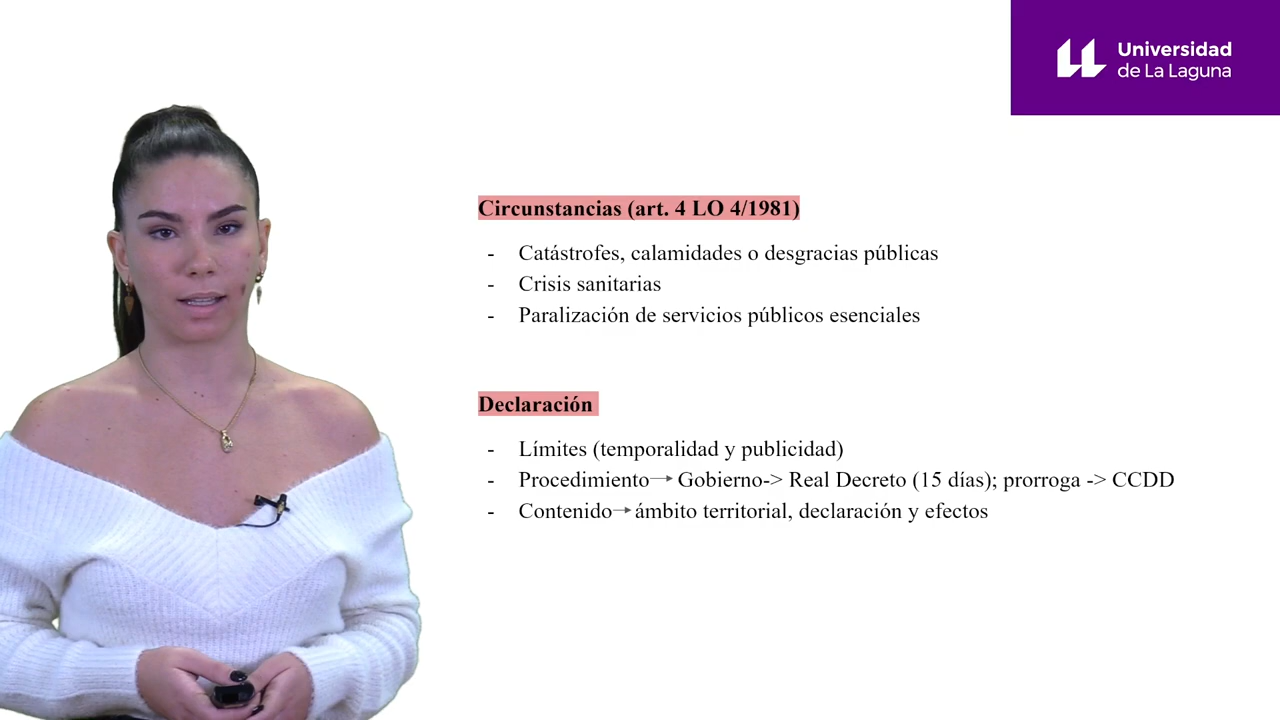 Universidad
de La Laguna
Circunstancias (art. 4 LO 4/1981)
- Catástrofes, calamidades o desgracias públicas
- Crisis sanitarias
- Paralización de servicios públicos esenciales
Declaración
- Límites (temporalidad y publicidad)
- Procedimiento→ Gobierno-> Real Decreto (15 días); prorroga -> CCDD
- Contenido→ ámbito territorial, declaración y efectos